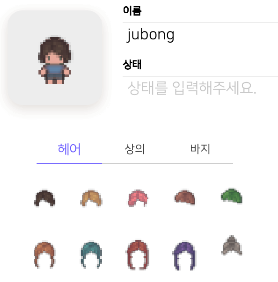 이름
jubong
상태
상태를 입력해주세요.
헤어 상의 바지